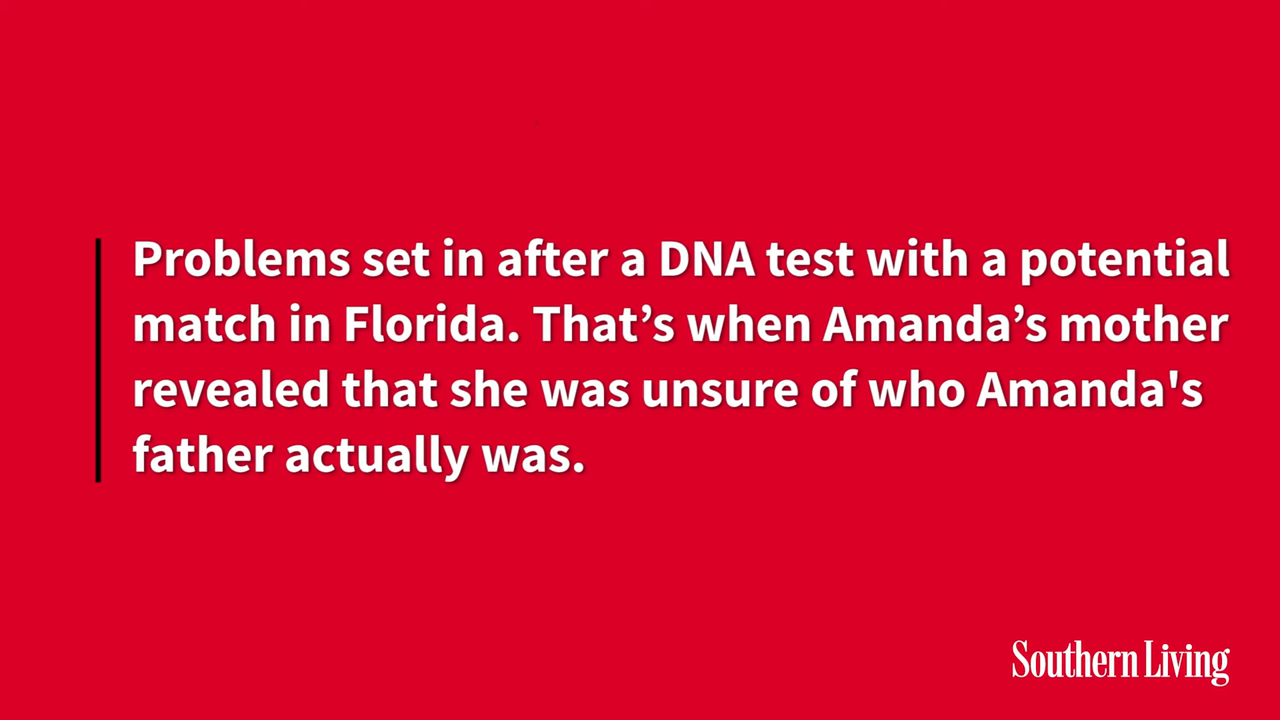 Problems set in after a DNA test with a potential
match in Florida. That’s when Amanda’s mother
revealed that she was unsure of who Amanda's
father actually was.
Southern Living